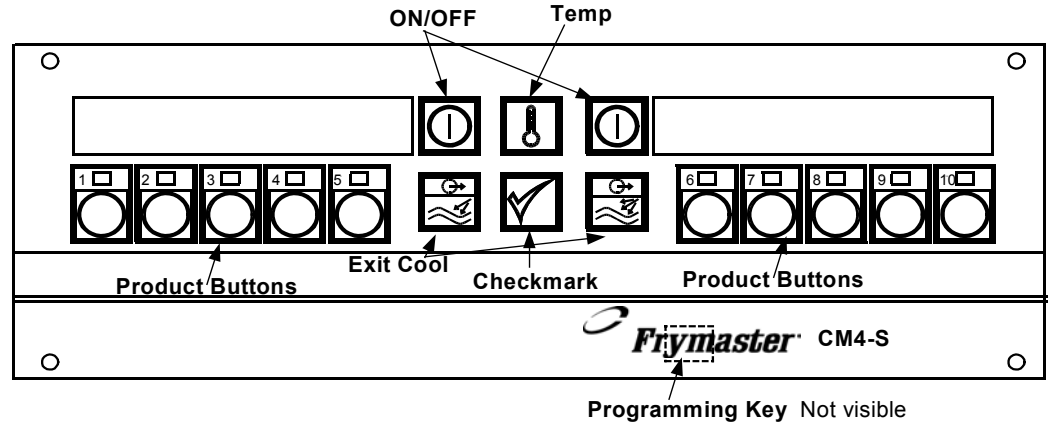 ON/OFF Temp
1 2 3 4 5 6 7 8 9 10
Exit Cool
Product Buttons Checkmark Product Buttons
Frymaster CM4-S
Programming Key Not visible